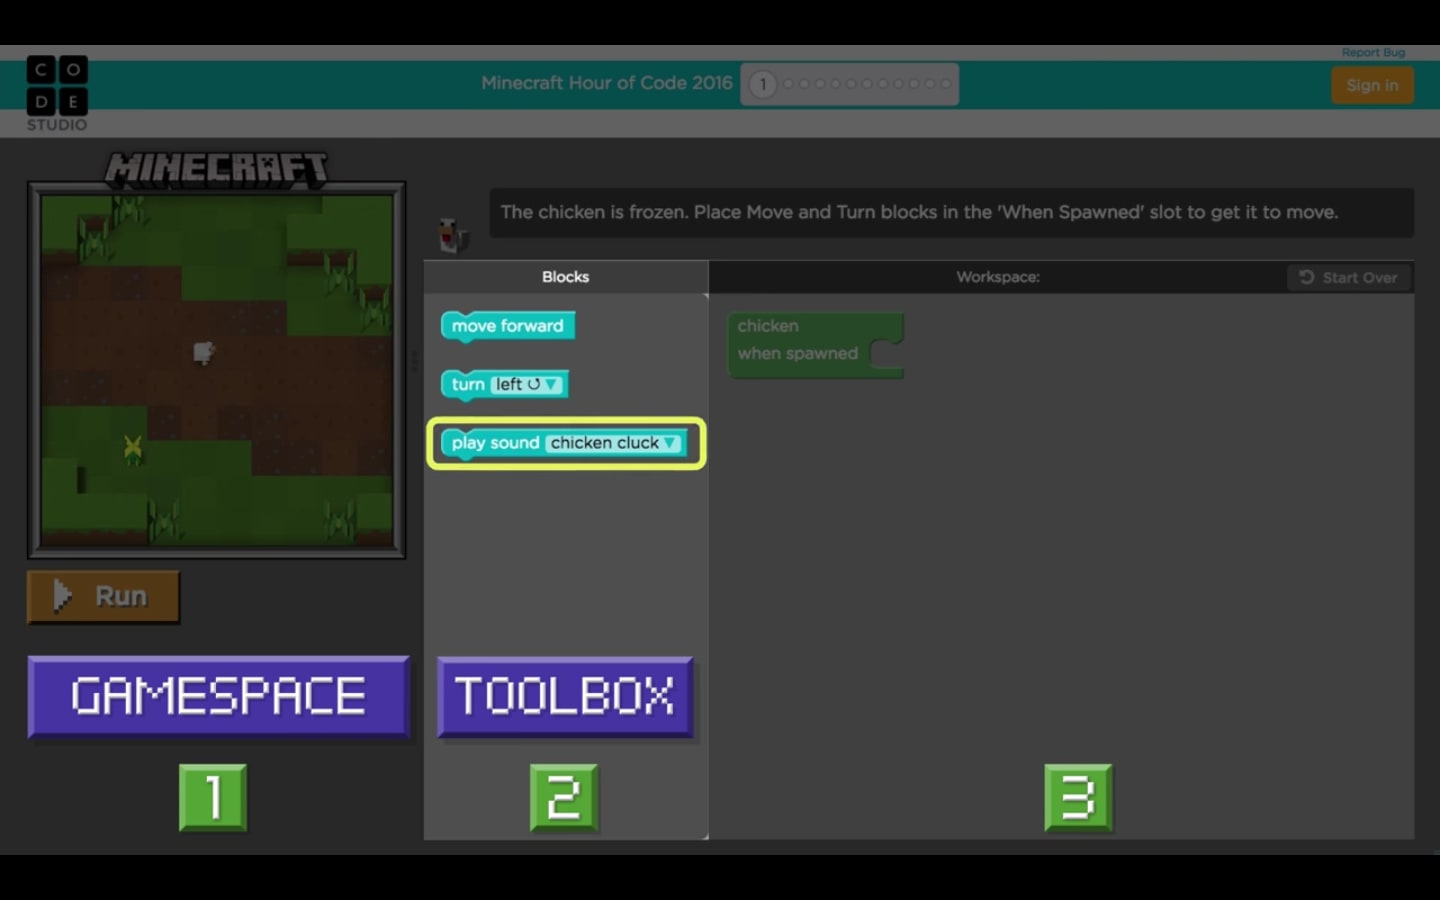 Report Bug
C O
D E
STUDIO
Minecraft Hour of Code 2016
1
Sign in
MINECRAFT
The chicken is frozen. Place Move and Turn blocks in the 'When Spawned' slot to get it to move.
Blocks
Workspace:
Start Over
move forward
turn left
play sound chicken cluck
chicken
when spawned
Run
GAMESPACE
TOOLBOX
1
2
3